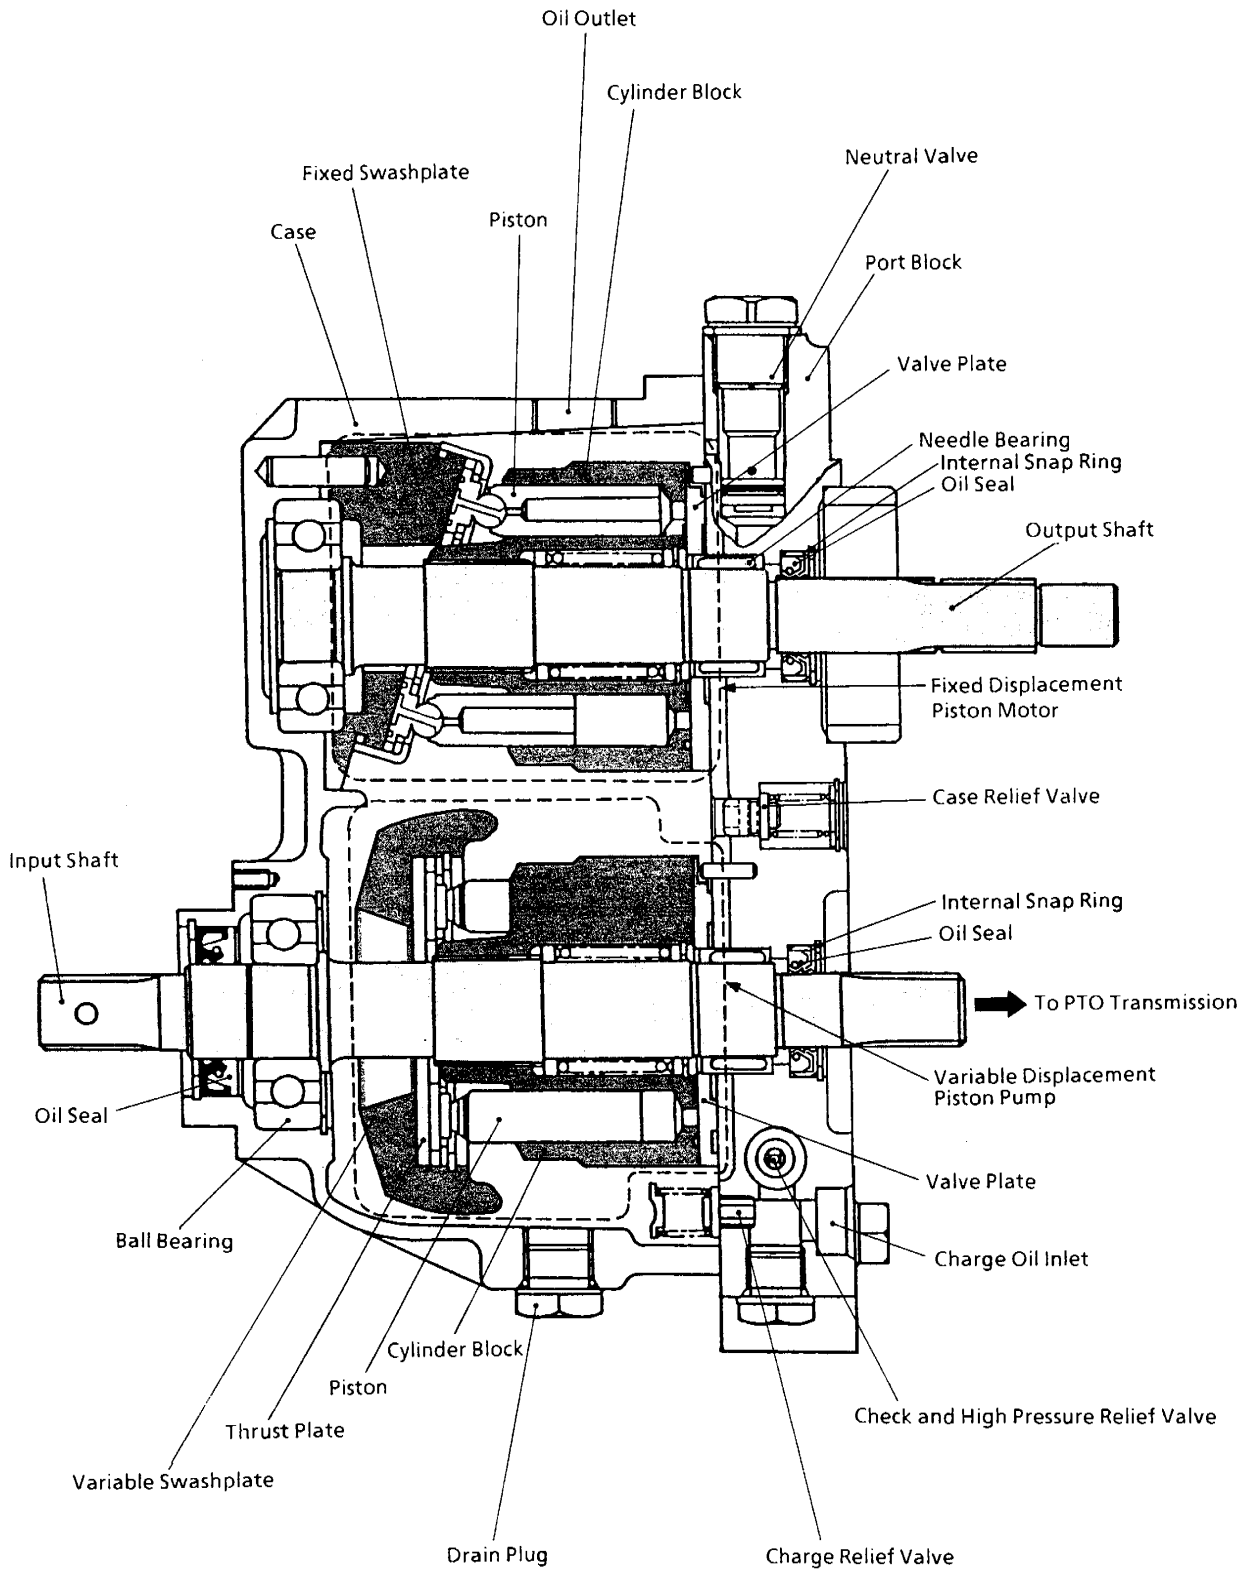 Oil Outlet
Cylinder Block
Neutral Valve
Fixed Swashplate
Piston
Case
Port Block
Valve Plate
Needle Bearing
Internal Snap Ring
Oil Seal
Output Shaft
Fixed Displacement
Piston Motor
Case Relief Valve
Input Shaft
Internal Snap Ring
Oil Seal
To PTO Transmission
Variable Displacement
Piston Pump
Oil Seal
Valve Plate
Ball Bearing
Charge Oil Inlet
Cylinder Block
Piston
Check and High Pressure Relief Valve
Thrust Plate
Variable Swashplate
Drain Plug
Charge Relief Valve